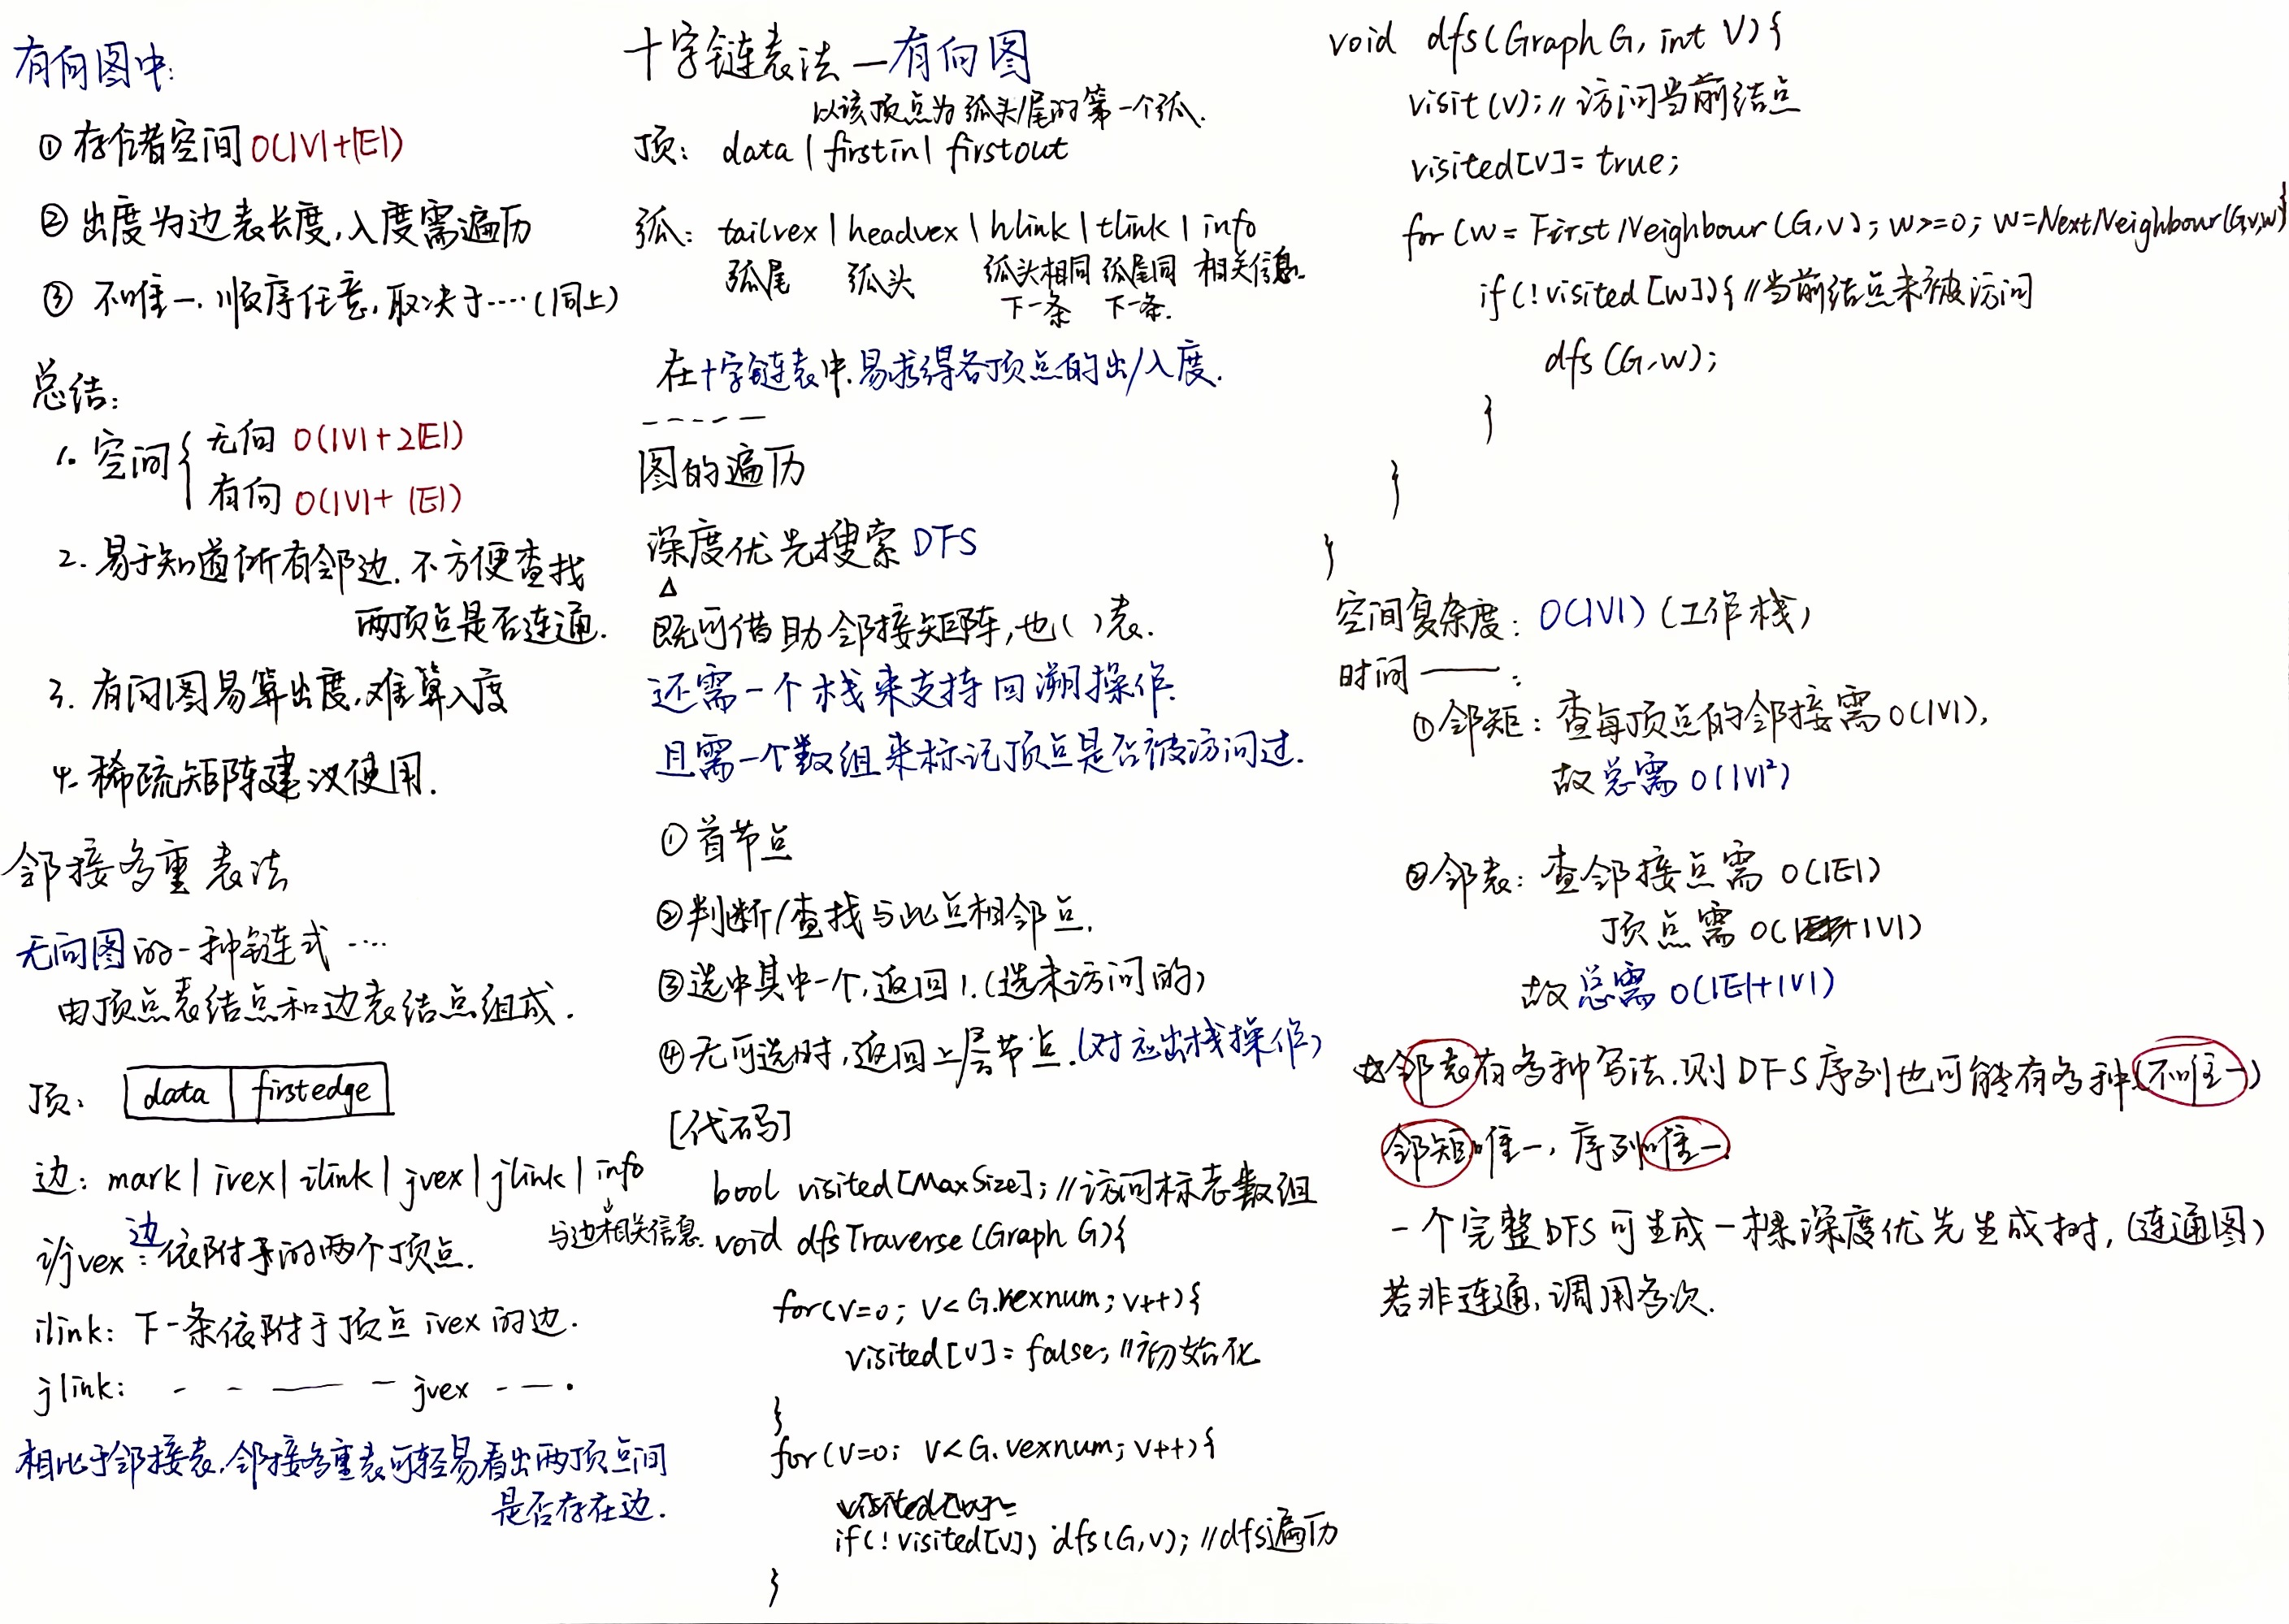 有向图中:
① 存储空间 O(|V|+|E|)
② 出度为边表长度,入度需遍历
③ 不唯一.顺序任意,取决于……(同上)
总结:
1. 空间{ 无向 O(|V|+2|E|)
有向 O(|V|+|E|)
2. 易于知道所有邻边.不方便查找
两顶点是否连通.
3. 有向图易算出度,难算入度
4. 稀疏矩阵建议使用.
邻接多重表法
无向图的一种链式 ....
由顶点表结点和边表结点组成.
顶: data | firstedge
边: mark | ivex | ilink | jvex | jlink | info
与边相关信息.
i/jvex: 边依附于的两个顶点.
ilink: 下一条依附于顶点ivex的边.
jlink: - - —— - jvex - —.
相比于邻接表,邻接多重表可轻易看出两顶点间
是否存在边.
十字链表法—有向图
以该顶点为弧头/尾的第一个弧.
顶: data | firstin | firstout
弧: tailvex | headvex | hlink | tlink | info
弧尾 弧头 弧头相同 弧尾同 相关信息.
下一条 下一条.
在十字链表中.易求得各顶点的出/入度.
-----
图的遍历
深度优先搜索 DFS
△
既可借助邻接矩阵,也( )表.
还需一个栈来支持回溯操作.
且需一个数组来标记顶点是否被访问过.
① 首节点
② 判断/查找与此点相邻点.
③ 选中其中一个,返回1.(选未访问的)
④ 无可选时,返回上层节点.(对应出栈操作)
[代码]
bool visited[MaxSize]; //访问标志数组
void dfsTraverse(Graph G){
for(v=0; v<G.vexnum; v++){
visited[v]=false; //初始化
}
for(v=0; v<G.vexnum; v++){
visited[v]=
if(!visited[v]) dfs(G,v); //dfs遍历
}
void dfs(Graph G, int V){
visit(v); // 访问当前结点
visited[v]=true;
for(w=FirstNeighbour(G,v); w>=0; w=NextNeighbour(G,v,w){
if(!visited[w]){ //当前结点未被访问
dfs(G,w);
}
}
}
空间复杂度: O(|V|) (工作栈)
时间 ——:
① 邻矩: 查每顶点的邻接需O(|V|),
故总需O(|V|²)
② 邻表: 查邻接点需 O(|E|)
顶点需 O(|V|)
故总需 O(|E|+|V|)
邻表有多种写法.则DFS序列也可能有多种(不唯一)
邻矩唯一,序列唯一.
一个完整DFS可生成一棵深度优先生成树,(连通图)
若非连通,调用多次.